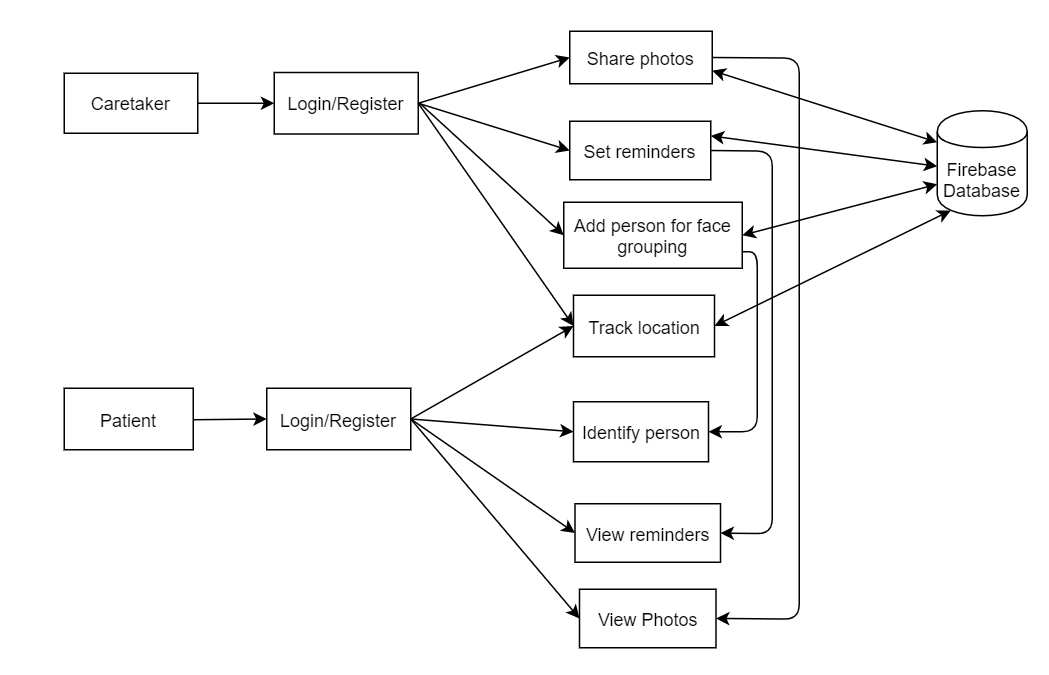 Share photos
Caretaker
Login/Register
Set reminders
Firebase
Database
Add person for face
grouping
Track location
Patient
Login/Register
Identify person
View reminders
View Photos